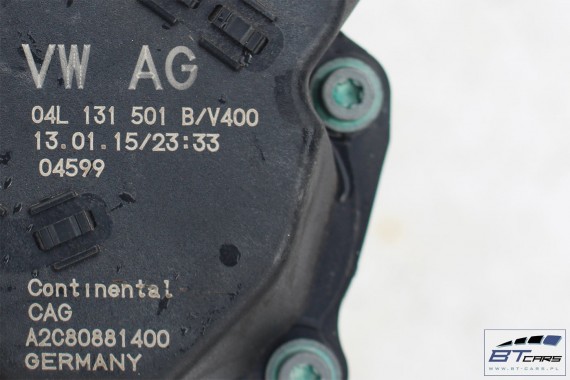 VW AG
04L 131 501 B/V400
13.01.15/23:33
04599
Continental
CAG
A2C80881400
GERMANY
BTCARS
WWW.BT-CARS.PL